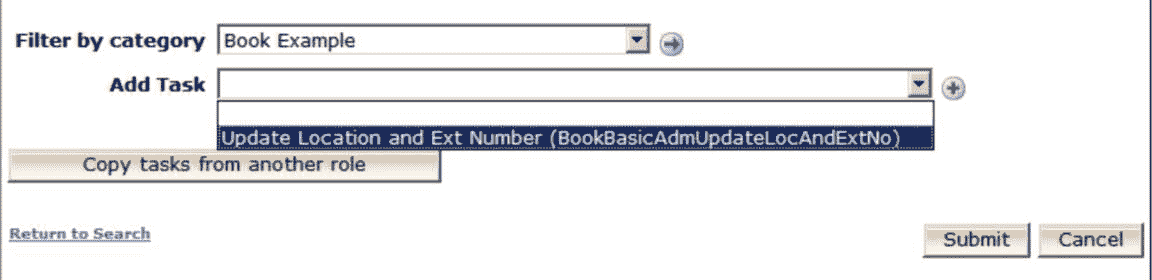 Filter by category Book Example
Add Task
Update Location and Ext Number (BookBasicAdmUpdateLocAndExtNo)
Copy tasks from another role
Return to Search
Submit Cancel